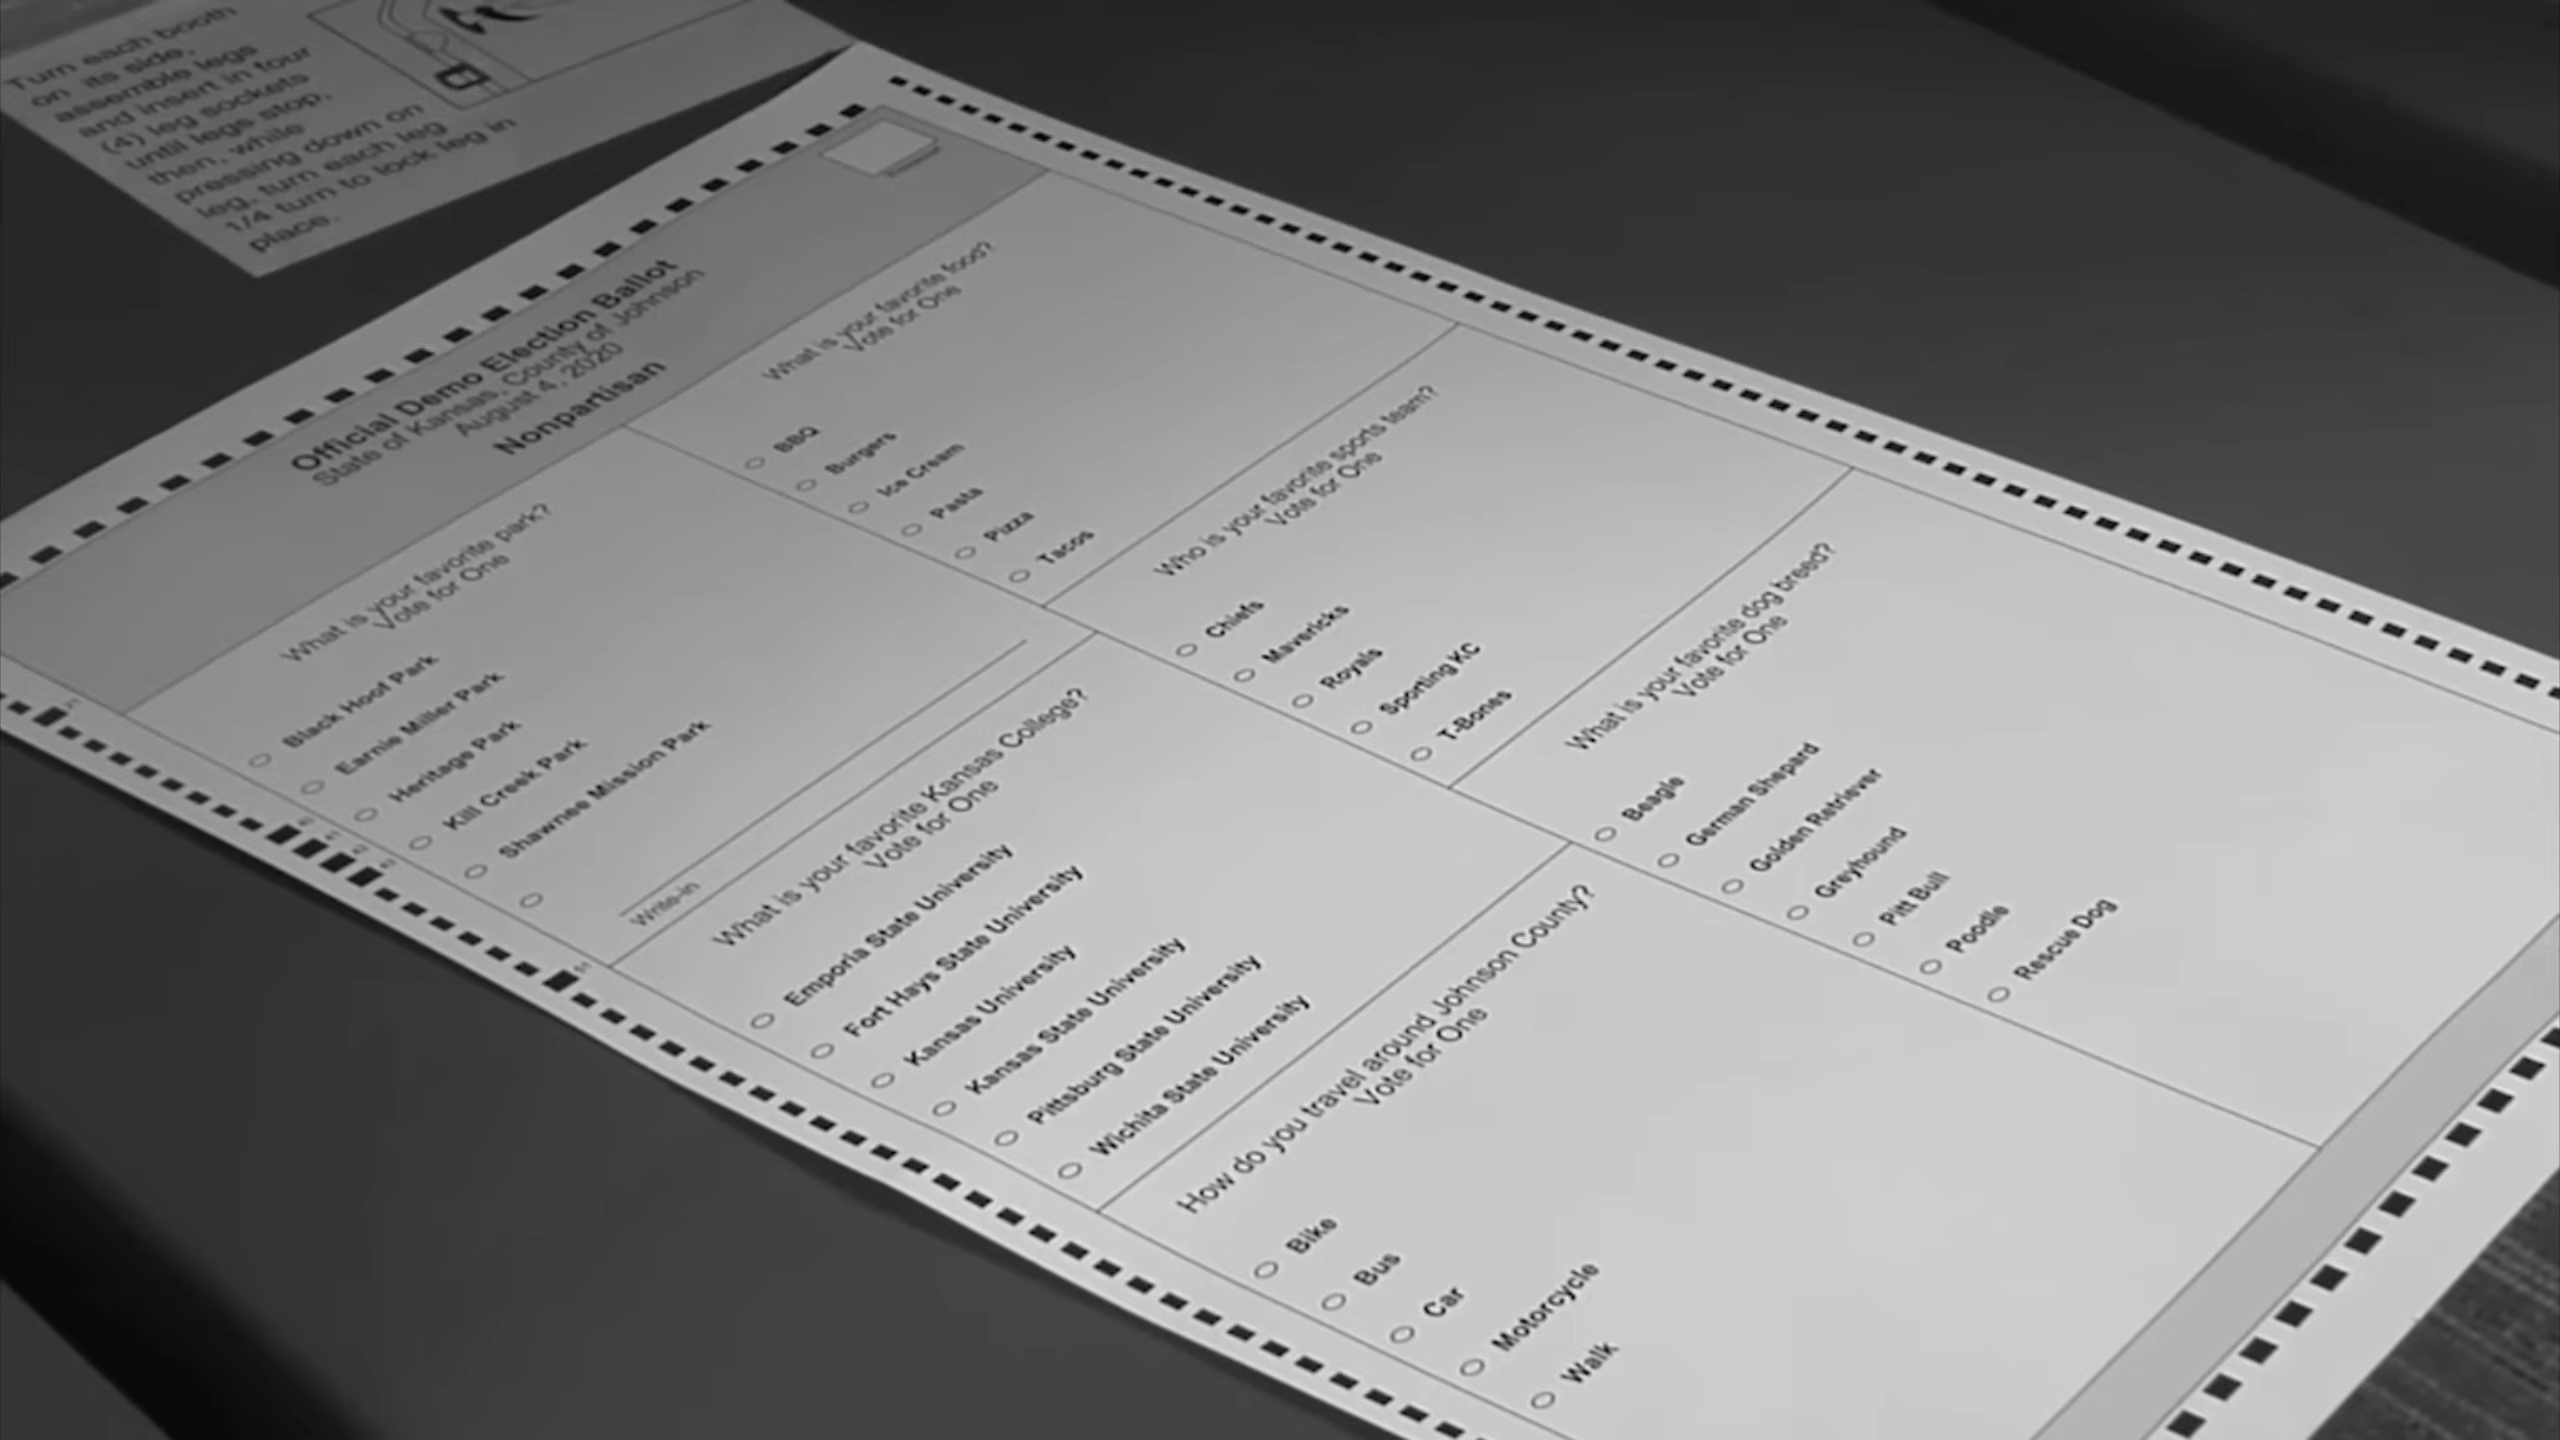 Turn each booth
on its side,
assemble legs
and insert in four
(4) leg sockets
until legs stop,
then, while
pressing down on
leg, turn each leg
1/4 turn to lock leg in
place.
Official Demo Election Ballot
State of Kansas, County of Johnson
August 4, 2020
Nonpartisan
What is your favorite park?
Vote for One
Black Hoof Park
Earnie Miller Park
Heritage Park
Kill Creek Park
Shawnee Mission Park
Write-in
What is your favorite Kansas College?
Vote for One
Emporia State University
Fort Hays State University
Kansas University
Kansas State University
Pittsburg State University
Wichita State University
How do you travel around Johnson County?
Vote for One
Bike
Bus
Car
Motorcycle
Walk
What is your favorite food?
Vote for One
BBQ
Burgers
Ice Cream
Pasta
Pizza
Tacos
Who is your favorite sports team?
Vote for One
Chiefs
Mavericks
Royals
Sporting KC
T-Bones
What is your favorite dog breed?
Vote for One
Beagle
German Shepard
Golden Retriever
Greyhound
Pitt Bull
Poodle
Rescue Dog
21
40
41
42
43
51